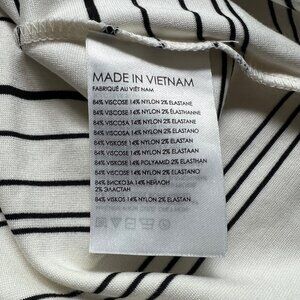 MADE IN VIETNAM
FABRIQUÉ AU VIÊT NAM
84% VISCOSE 14% NYLON 2% ELASTANE
84% VISCOSE 14% NYLON 2% ÉLASTHANNE
84% VISCOSA 14% NYLON 2% ELASTANE
84% VISCOSA 14% NYLON 2% ELASTANO
84% VISCOSE 14% NYLON 2% ELASTAN
84% VISCOSE 14% NYLON 2% ELASTAAN
84% VISKOSE 14% POLYAMID 2% ELASTHAN
84% VISCOSE 14% NYLON 2% ELASTANO
84% ВИСКОЗА 14% НЕЙЛОН
2% ЭЛАСТАН
84% VISKOS 14% NYLON 2% ELASTAN